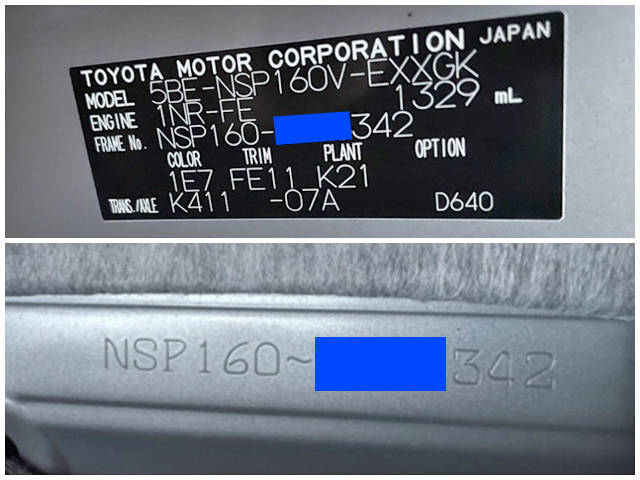 TOYOTA MOTOR CORPORATION JAPAN
MODEL 5BE-NSP160V-EXXGK
ENGINE 1NR-FE 1329 mL
FRAME No. NSP160- 342
COLOR TRIM PLANT OPTION
1E7 FE11 K21
TRANS./AXLE K411 -07A D640
NSP160~ 342